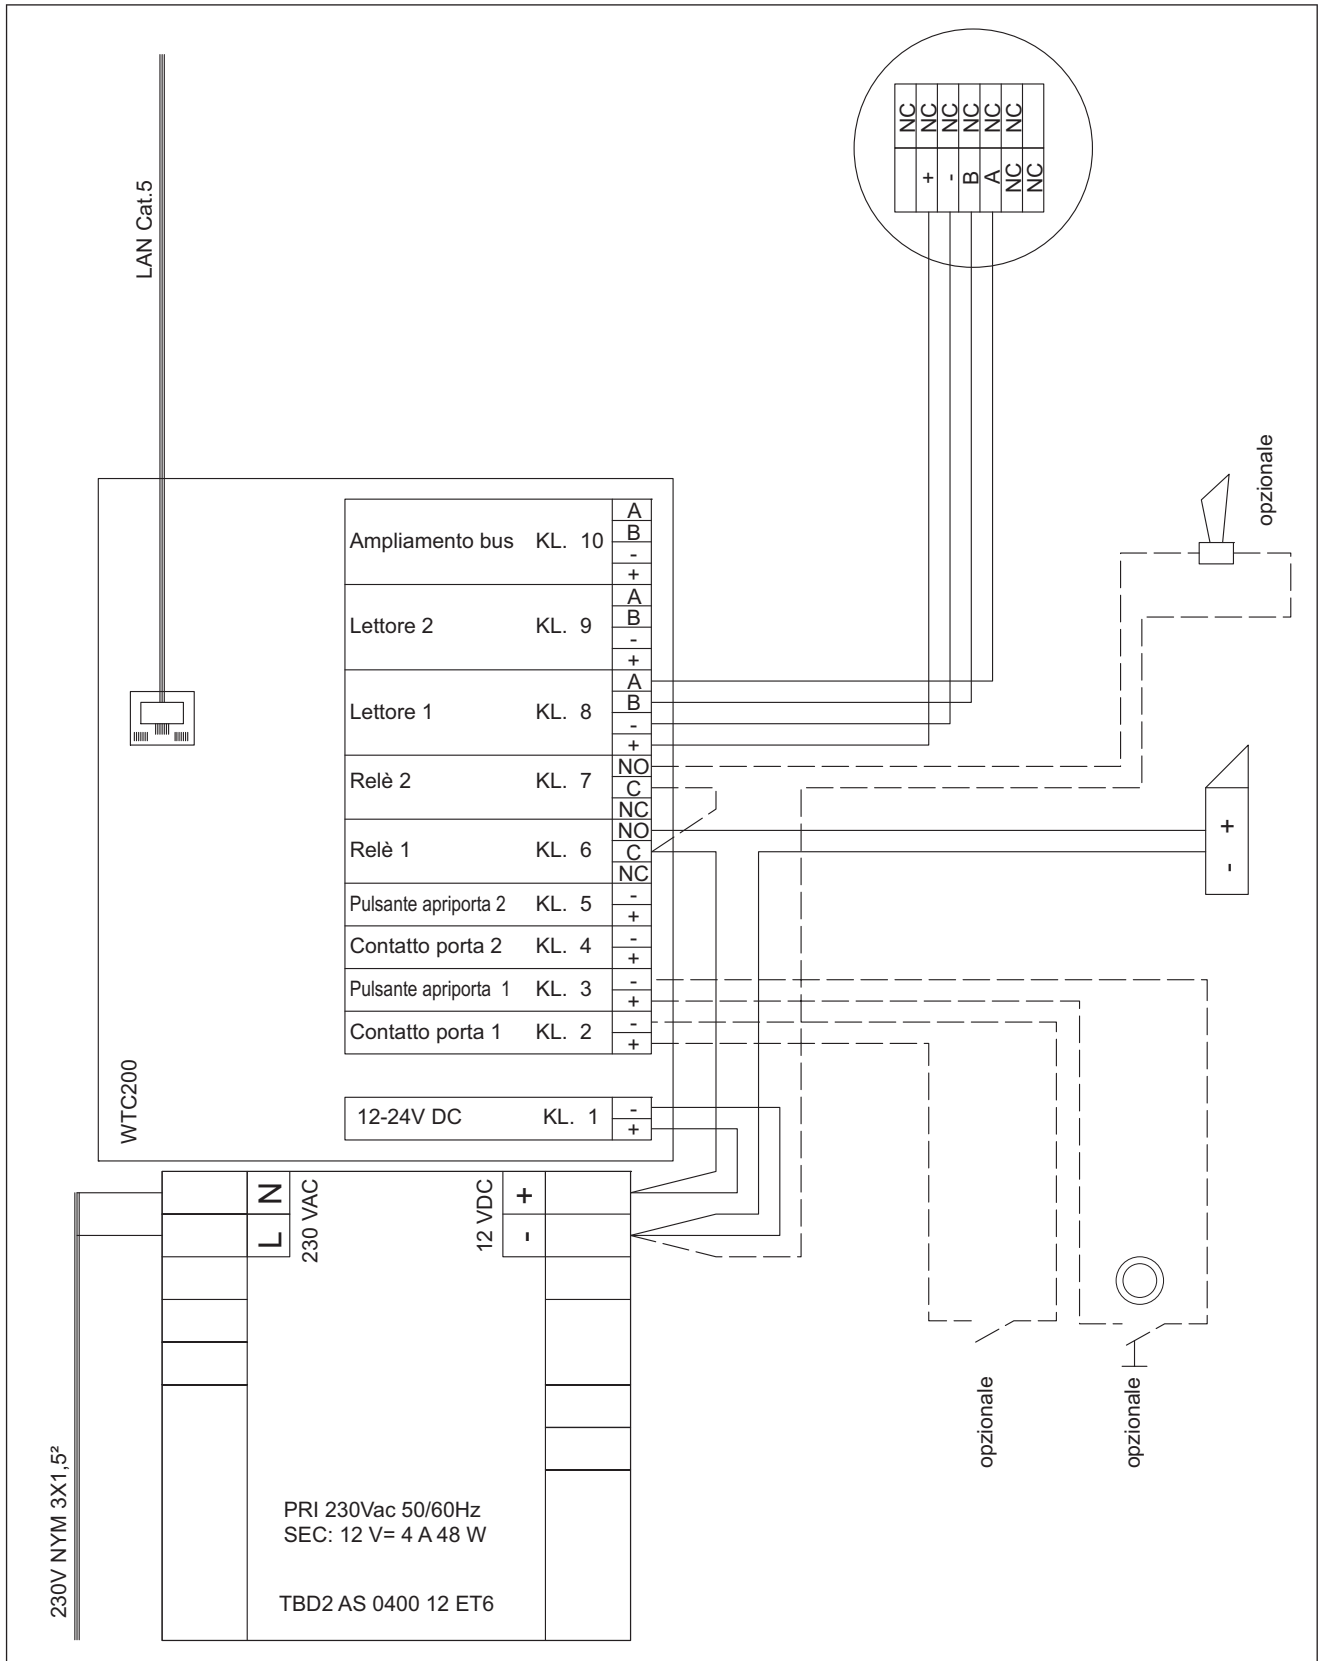 LAN Cat.5
NC NC NC NC NC NC
+ - B A NC NC
opzionale
Ampliamento bus KL. 10
A
B
-
+
Lettore 2 KL. 9
A
B
-
+
Lettore 1 KL. 8
A
B
-
+
Relè 2 KL. 7
NO
C
NC
Relè 1 KL. 6
NO
C
NC
Pulsante apriporta 2 KL. 5
-
+
Contatto porta 2 KL. 4
-
+
Pulsante apriporta 1 KL. 3
-
+
Contatto porta 1 KL. 2
-
+
12-24V DC KL. 1
-
+
WTC200
+
-
N
L
230 VAC
12 VDC
+
-
opzionale
opzionale
230V NYM 3X1,5²
PRI 230Vac 50/60Hz
SEC: 12 V= 4 A 48 W
TBD2 AS 0400 12 ET6